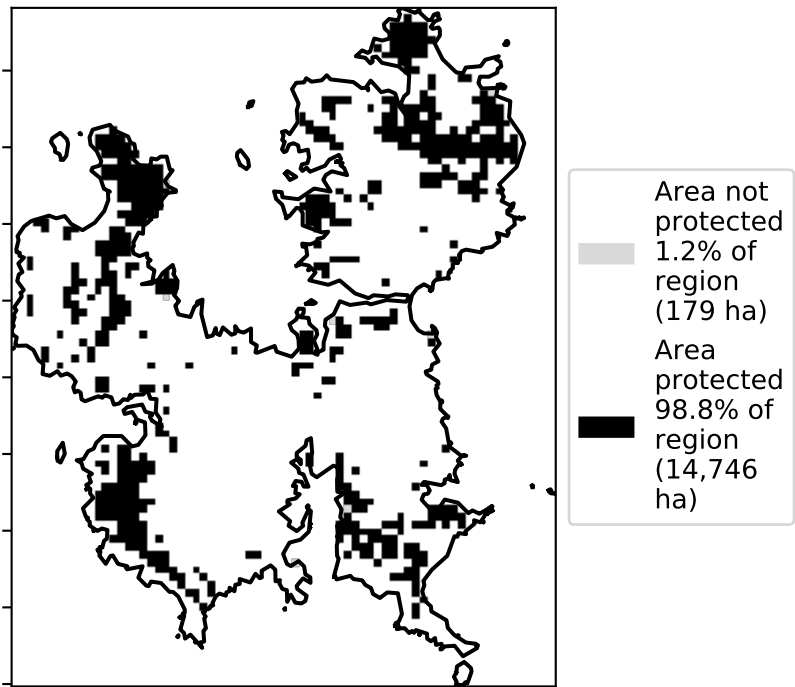 Area not
protected
1.2% of
region
(179 ha)
Area
protected
98.8% of
region
(14,746
ha)